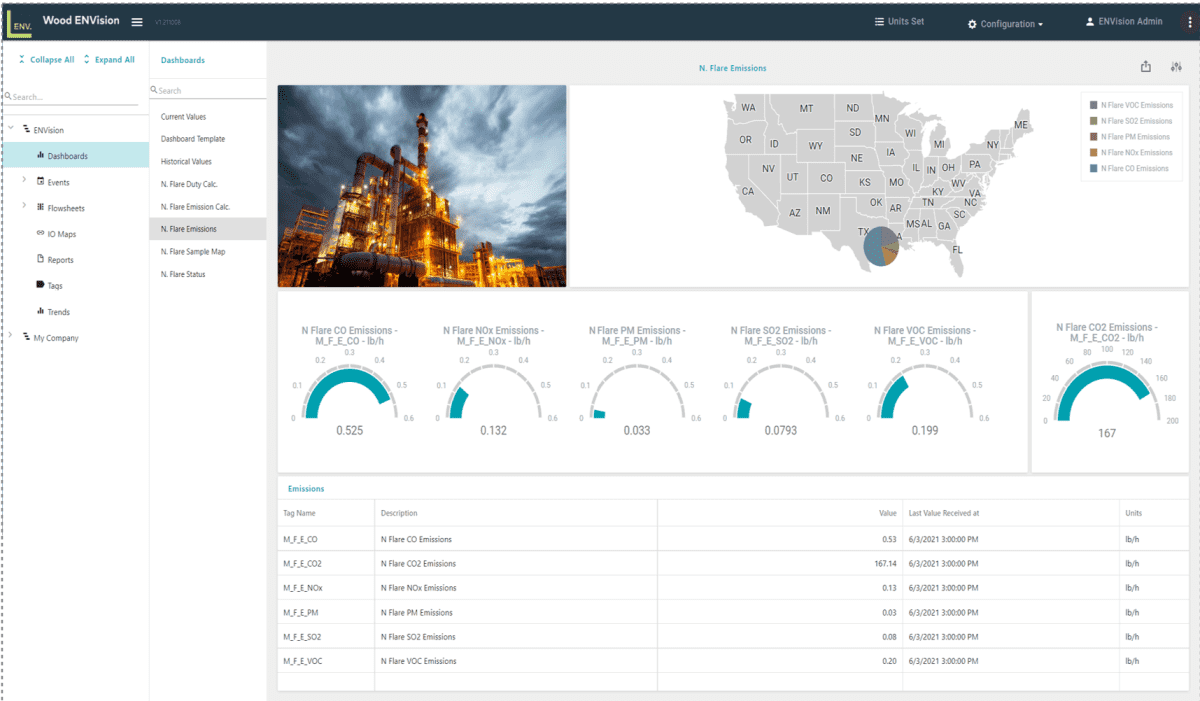 ENV.
Wood ENVision
V1.211008
Units Set
Configuration
ENVision Admin
Collapse All
Expand All
Search...
ENVision
Dashboards
Events
Flowsheets
IO Maps
Reports
Tags
Trends
My Company
Dashboards
Search
Current Values
Dashboard Template
Historical Values
N. Flare Duty Calc.
N. Flare Emission Calc.
N. Flare Emissions
N. Flare Sample Map
N. Flare Status
N. Flare Emissions
WA
MT
ND
MN
ME
OR
ID
SD
WI
MI
NY
WY
IA
NE
PA
NV
UT
CO
IL
IN
OH
KS
MO
WV
VA
CA
KY
AZ
NM
OK
AR
TN
NC
SC
MS
AL
GA
TX
FL
N Flare VOC Emissions
N Flare SO2 Emissions
N Flare PM Emissions
N Flare NOx Emissions
N Flare CO Emissions
N Flare CO Emissions -
M_F_E_CO - lb/h
0 0.1 0.2 0.3 0.4 0.5 0.6
0.525
N Flare NOx Emissions -
M_F_E_NOx - lb/h
0 0.1 0.2 0.3 0.4 0.5 0.6
0.132
N Flare PM Emissions -
M_F_E_PM - lb/h
0 0.1 0.2 0.3 0.4 0.5 0.6
0.033
N Flare SO2 Emissions -
M_F_E_SO2 - lb/h
0 0.1 0.2 0.3 0.4 0.5 0.6
0.0793
N Flare VOC Emissions -
M_F_E_VOC - lb/h
0 0.1 0.2 0.3 0.4 0.5 0.6
0.199
N Flare CO2 Emissions -
M_F_E_CO2 - lb/h
0 20 40 60 80 100 120 140 160 180 200
167
Emissions
Tag Name Description Value Last Value Received at Units
M_F_E_CO N Flare CO Emissions 0.53 6/3/2021 3:00:00 PM lb/h
M_F_E_CO2 N Flare CO2 Emissions 167.14 6/3/2021 3:00:00 PM lb/h
M_F_E_NOx N Flare NOx Emissions 0.13 6/3/2021 3:00:00 PM lb/h
M_F_E_PM N Flare PM Emissions 0.03 6/3/2021 3:00:00 PM lb/h
M_F_E_SO2 N Flare SO2 Emissions 0.08 6/3/2021 3:00:00 PM lb/h
M_F_E_VOC N Flare VOC Emissions 0.20 6/3/2021 3:00:00 PM lb/h